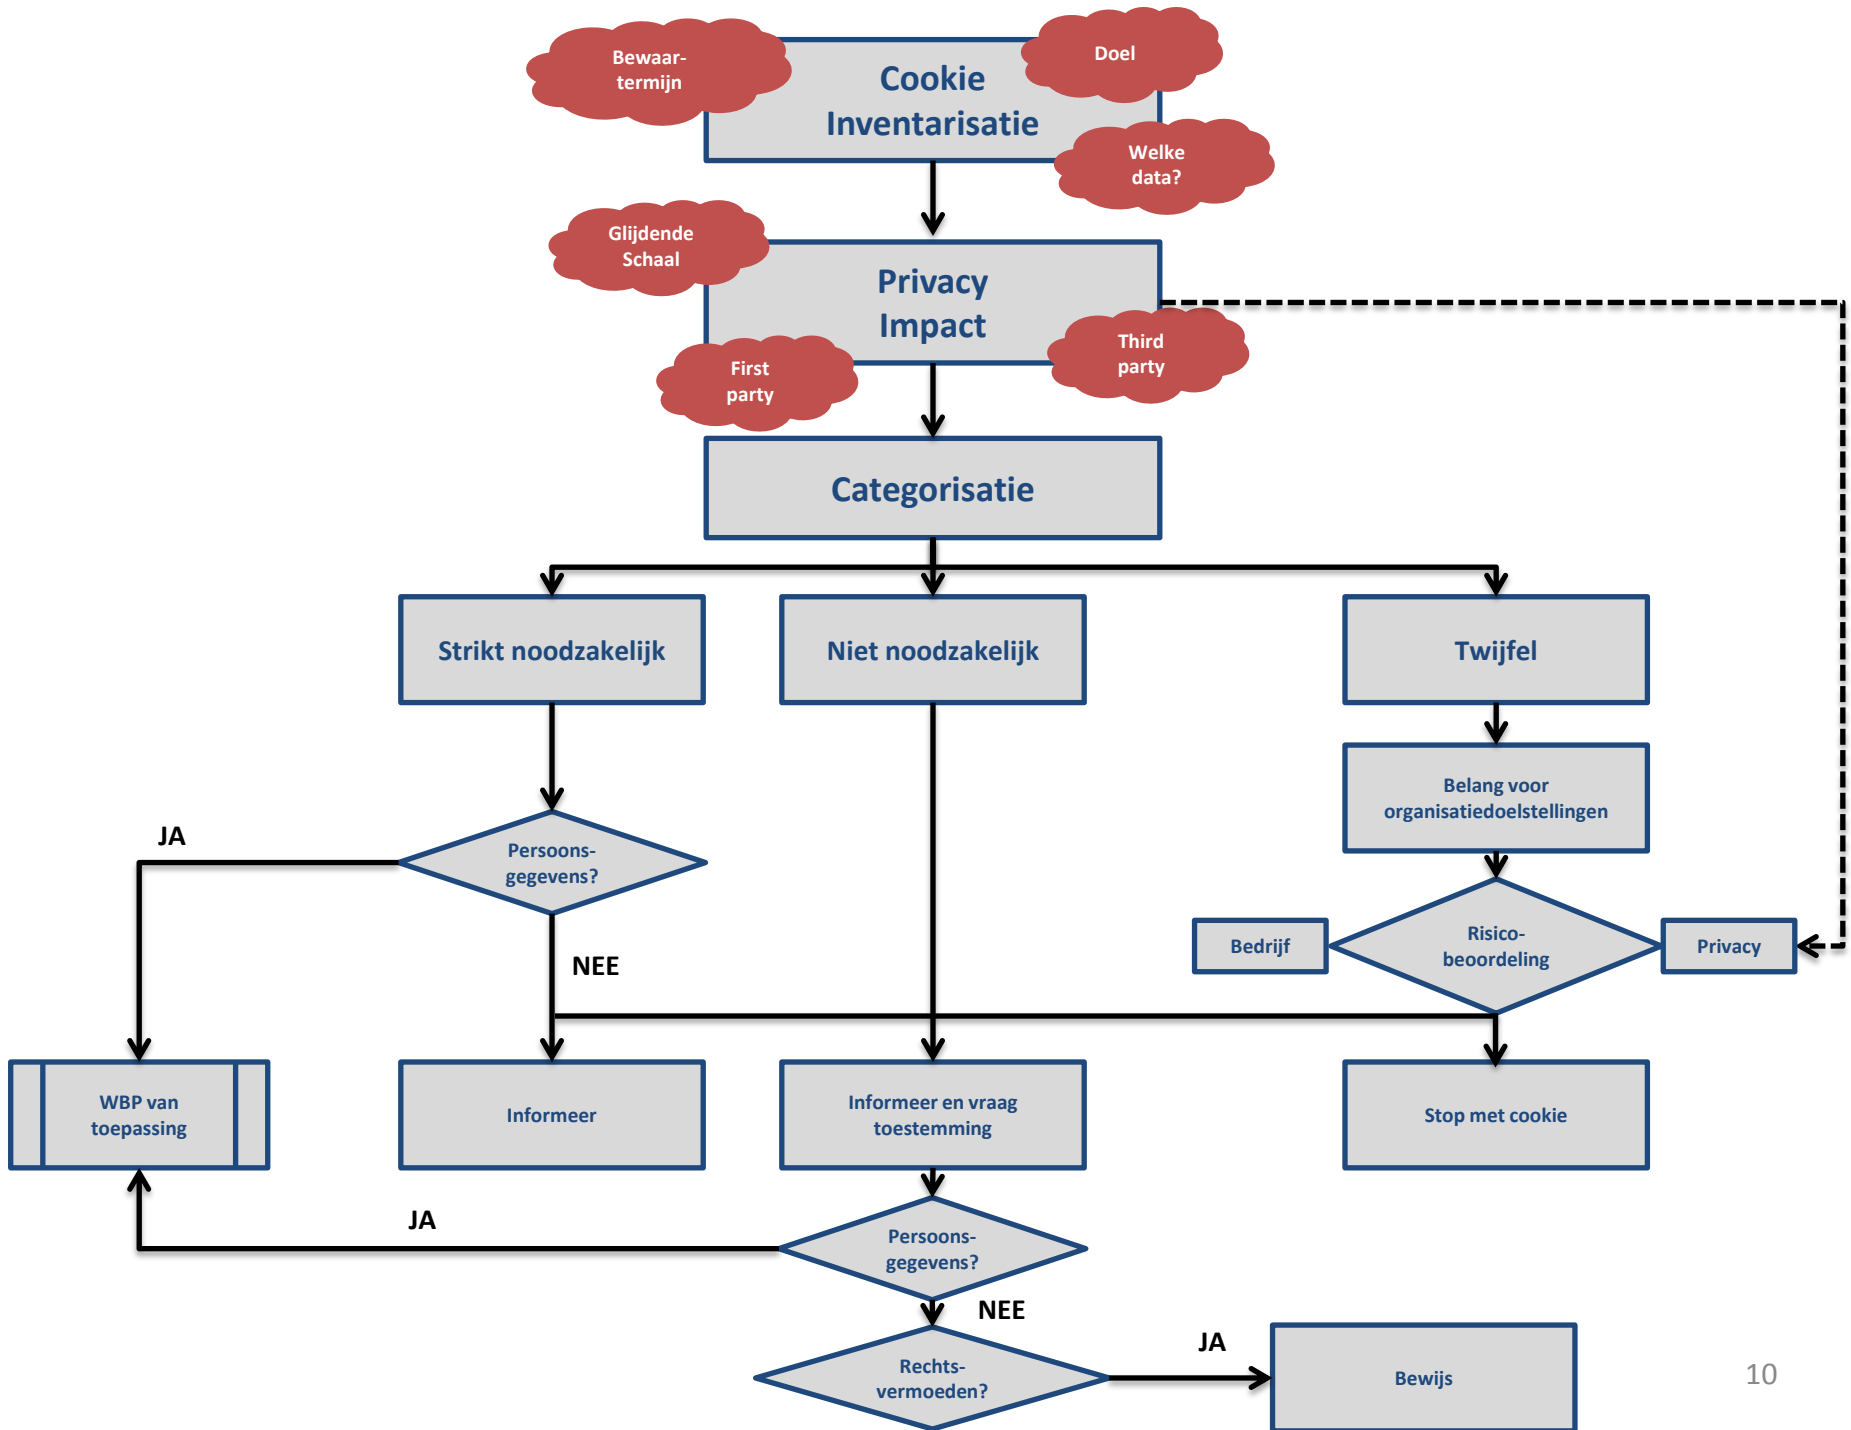 Bewaar-
termijn
Doel
Cookie
Inventarisatie
Welke
data?
Glijdende
Schaal
Privacy
Impact
Third
party
First
party
Categorisatie
Strikt noodzakelijk
Niet noodzakelijk
Twijfel
Belang voor
organisatiedoelstellingen
JA
Persoons-
gegevens?
Bedrijf
Risico-
beoordeling
Privacy
NEE
WBP van
toepassing
Informeer
Informeer en vraag
toestemming
Stop met cookie
JA
Persoons-
gegevens?
NEE
Rechts-
vermoeden?
JA
Bewijs
10